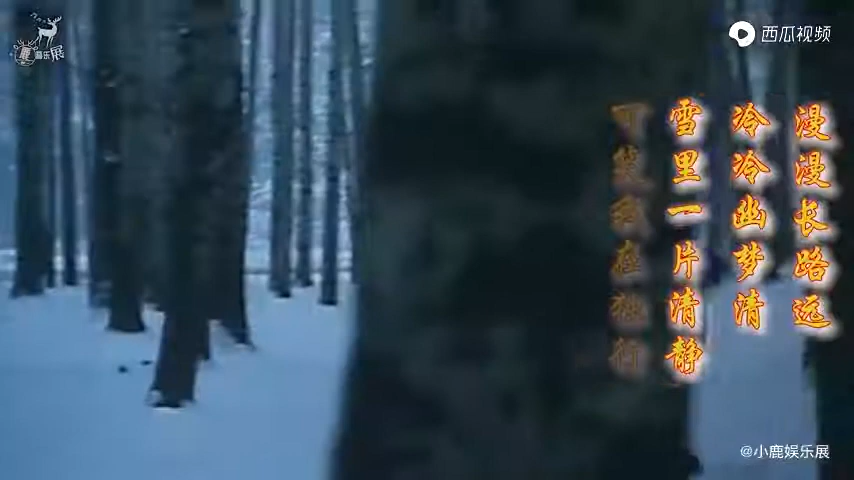 漫漫长路远
冷冷幽梦清
雪里一片清静
可笑我在独行
西瓜视频
@小鹿娱乐展